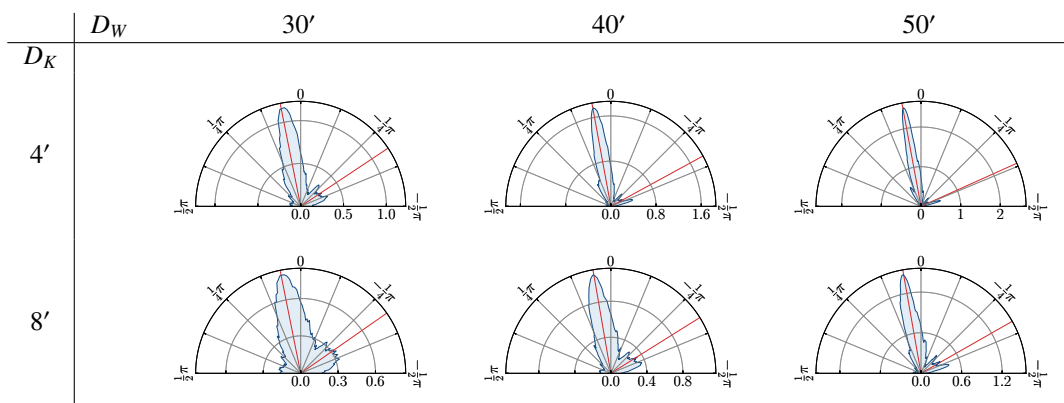 D_W 30′ 40′ 50′
D_K
0 0 0
¼π −¼π ¼π −¼π ¼π −¼π
4′
½π −½π ½π −½π ½π −½π
0.0 0.5 1.0 0.0 0.8 1.6 0 1 2
0 0 0
¼π −¼π ¼π −¼π ¼π −¼π
8′
½π −½π ½π −½π ½π −½π
0.0 0.3 0.6 0.0 0.4 0.8 0.0 0.6 1.2